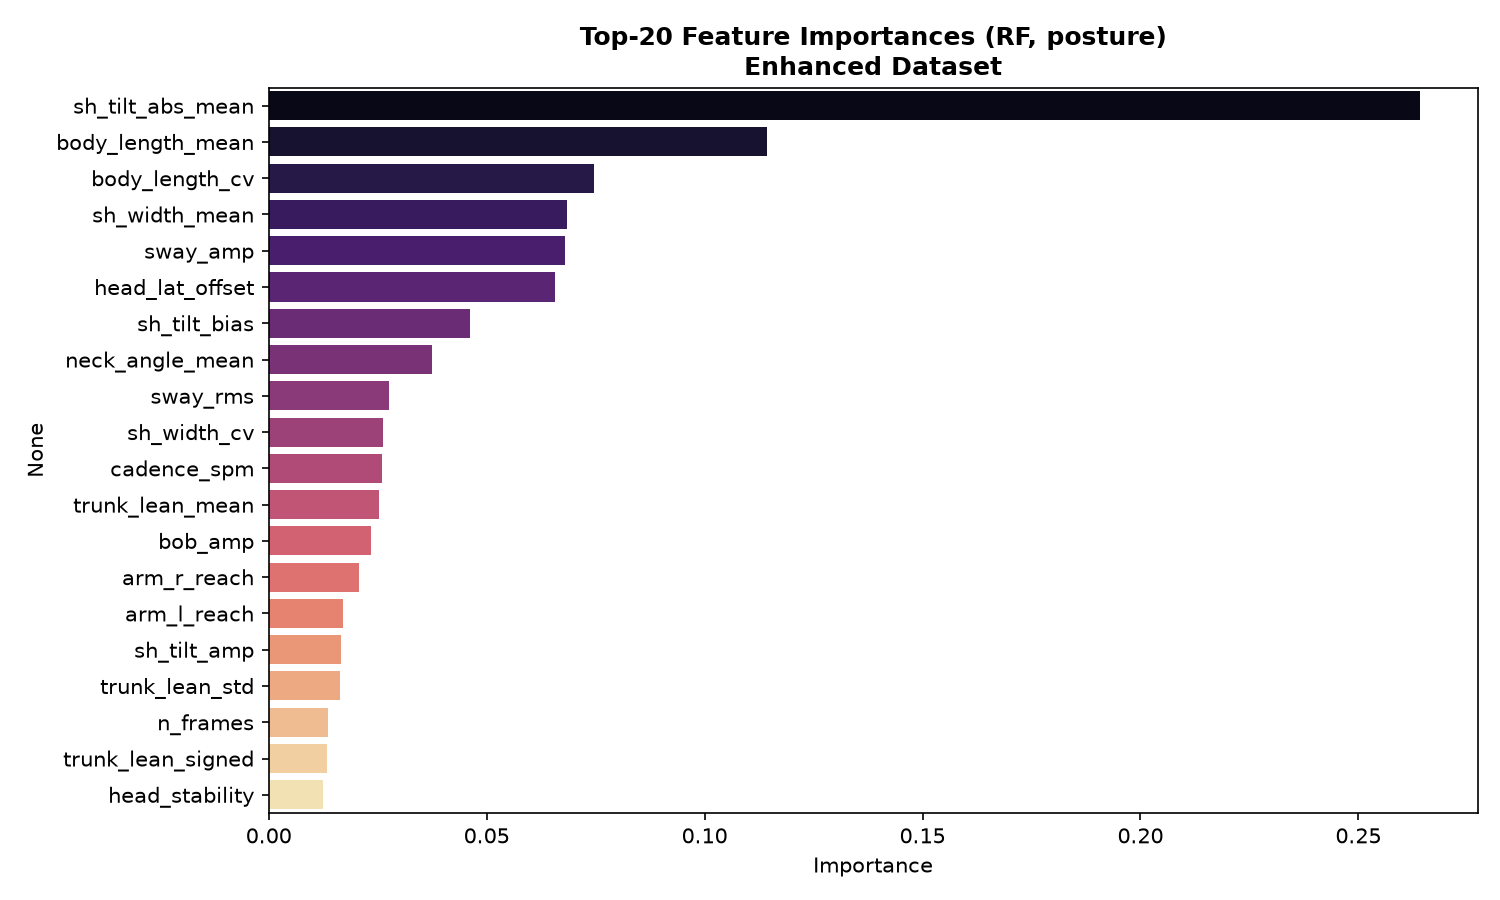 Top-20 Feature Importances (RF, posture)
Enhanced Dataset
sh_tilt_abs_mean
body_length_mean
body_length_cv
sh_width_mean
sway_amp
head_lat_offset
sh_tilt_bias
neck_angle_mean
sway_rms
sh_width_cv
cadence_spm
trunk_lean_mean
bob_amp
arm_r_reach
arm_l_reach
sh_tilt_amp
trunk_lean_std
n_frames
trunk_lean_signed
head_stability
None
0.00 0.05 0.10 0.15 0.20 0.25
Importance